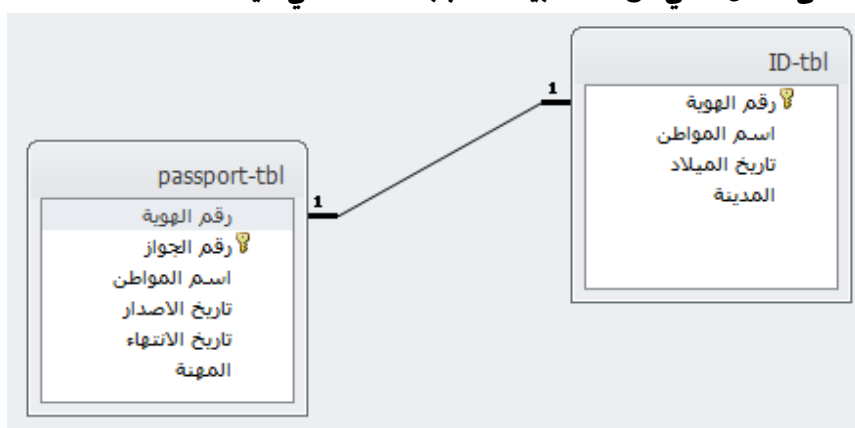 ID-tbl
1
رقم الهوية
اسم المواطن
تاريخ الميلاد
المدينة
passport-tbl
1
رقم الهوية
رقم الجواز
اسم المواطن
تاريخ الاصدار
تاريخ الانتهاء
المهنة